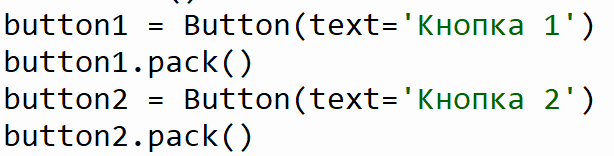 button1 = Button(text='Кнопка 1')
button1.pack()
button2 = Button(text='Кнопка 2')
button2.pack()